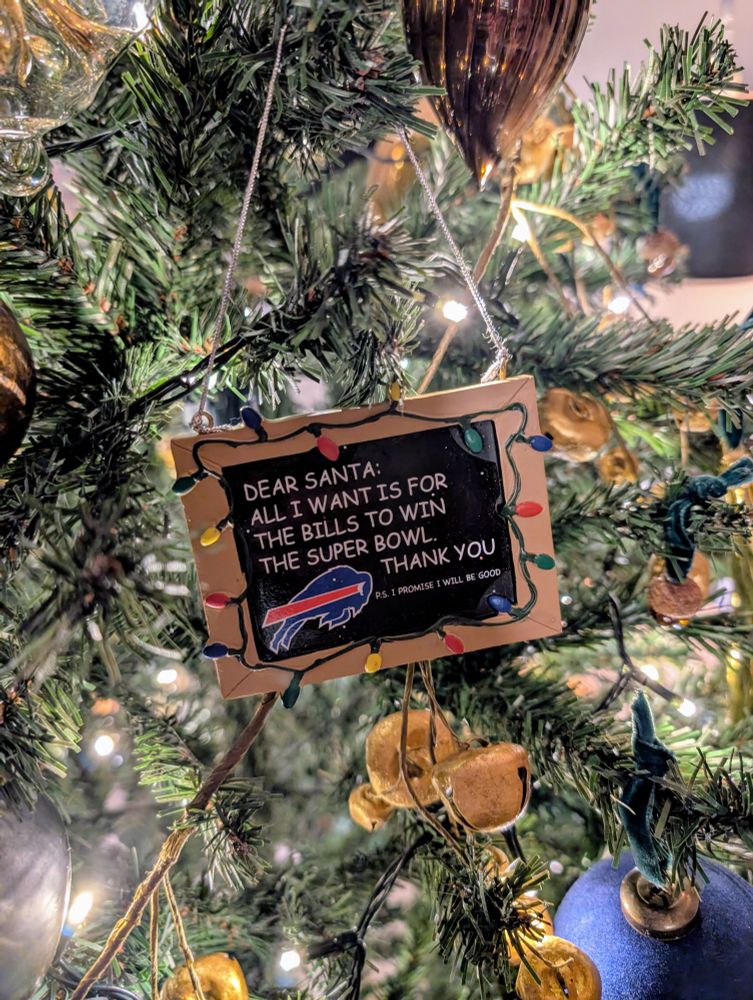 DEAR SANTA:
ALL I WANT IS FOR
THE BILLS TO WIN
THE SUPER BOWL.
THANK YOU
P.S. I PROMISE I WILL BE GOOD